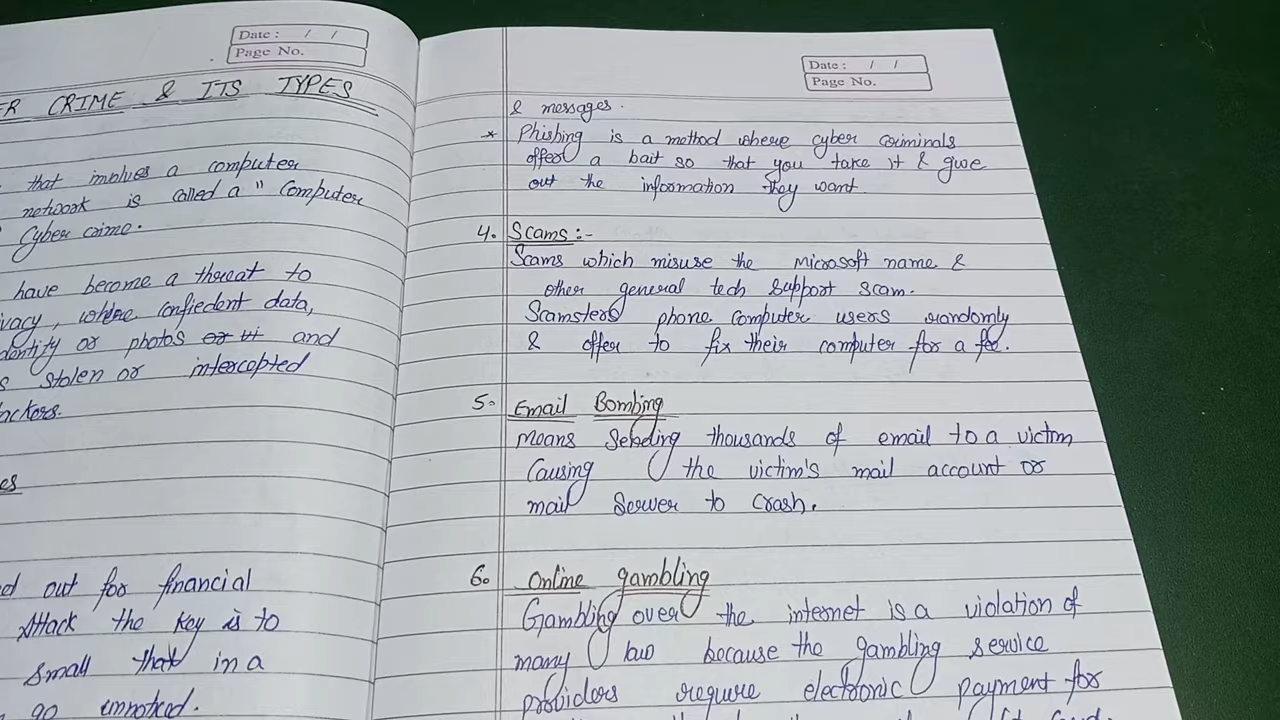 Date : / /
Page No.
ER CRIME & ITS TYPES
that involves a computer
network is called a " Computer
Cyber crime.
have become a threat to
vacy, where confiedent data,
dentity or photos and
s stolen or intercepted
ackers.
es
ed out for financial
Attack the key is to
Small that in a
go unnoticed.
Date : / /
Page No.
& messages.
* Phishing is a method where cyber criminals
offer a bait so that you take it & give
out the information they want
4. Scams :-
Scams which misuse the Microsoft name &
other general tech support scam.
Scamsters phone computer users randomly
& offer to fix their computer for a fee.
5. Email Bombing
Means Sending thousands of email to a victim
Causing the victim's mail account or
mail Server to crash.
6. Online gambling
Gambling over the internet is a violation of
many law because the gambling service
providers require electronic payment for